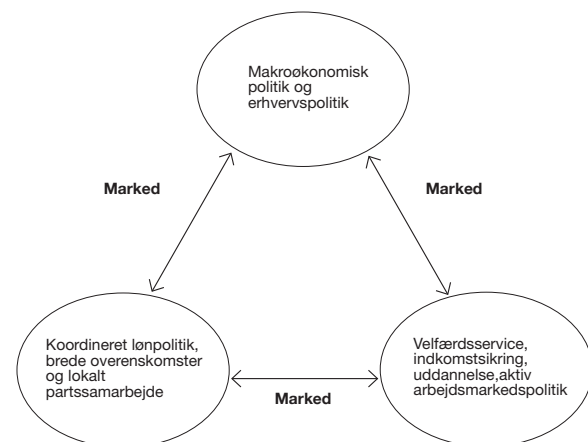 Makroøkonomisk
politik og
erhvervspolitik
Marked
Marked
Koordineret lønpolitik,
brede overenskomster
og lokalt
partssamarbejde
Velfærdsservice,
indkomstsikring,
uddannelse,aktiv
arbejdsmarkedspolitik
Marked